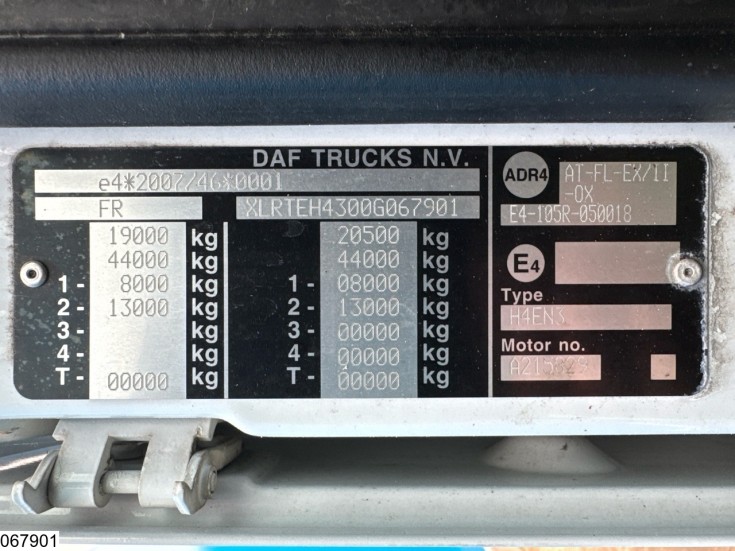 DAF TRUCKS N.V.
e4*2007/46*0001
FR XLRTEH4300G067901
19000 kg 20500 kg
44000 kg 44000 kg
1- 8000 kg 1- 08000 kg
2- 13000 kg 2- 13000 kg
3- kg 3- 00000 kg
4- kg 4- 00000 kg
T- 00000 kg T- 00000 kg
ADR4 AT-FL-EX/II
-OX
E4-105R-050018
E4
Type
H4EN3
Motor no.
067901